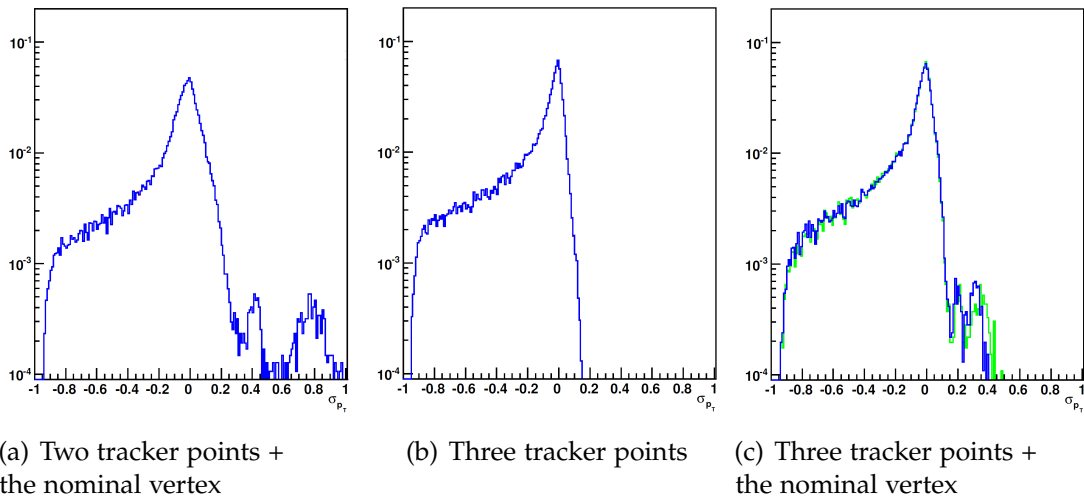 10⁻¹
10⁻²
10⁻³
10⁻⁴
-1 -0.8 -0.6 -0.4 -0.2 0 0.2 0.4 0.6 0.8 1
σ_{p_T}
10⁻¹
10⁻²
10⁻³
10⁻⁴
-1 -0.8 -0.6 -0.4 -0.2 0 0.2 0.4 0.6 0.8 1
σ_{p_T}
10⁻¹
10⁻²
10⁻³
10⁻⁴
-1 -0.8 -0.6 -0.4 -0.2 0 0.2 0.4 0.6 0.8 1
σ_{p_T}
(a) Two tracker points +
the nominal vertex
(b) Three tracker points
(c) Three tracker points +
the nominal vertex